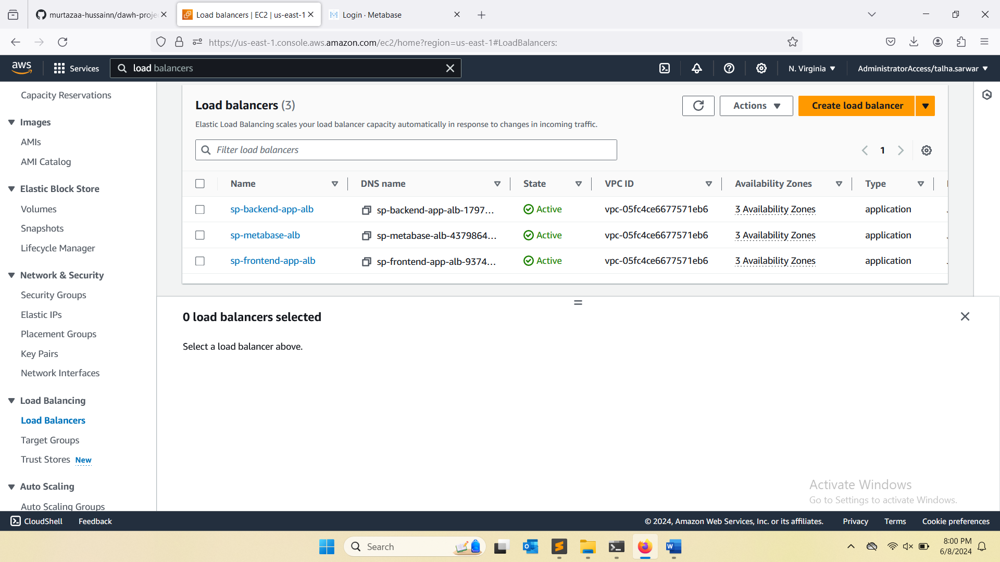 murtazaa-hussainn/dawh-proje
Load balancers | EC2 | us-east-1
Login · Metabase
https://us-east-1.console.aws.amazon.com/ec2/home?region=us-east-1#LoadBalancers:
aws
Services
load balancers
N. Virginia
AdministratorAccess/talha.sarwar
Capacity Reservations
Images
AMIs
AMI Catalog
Elastic Block Store
Volumes
Snapshots
Lifecycle Manager
Network & Security
Security Groups
Elastic IPs
Placement Groups
Key Pairs
Network Interfaces
Load Balancing
Load Balancers
Target Groups
Trust Stores New
Auto Scaling
Auto Scaling Groups
Load balancers (3)
Actions
Create load balancer
Elastic Load Balancing scales your load balancer capacity automatically in response to changes in incoming traffic.
Filter load balancers
1
Name DNS name State VPC ID Availability Zones Type
sp-backend-app-alb sp-backend-app-alb-1797... Active vpc-05fc4ce6677571eb6 3 Availability Zones application
sp-metabase-alb sp-metabase-alb-4379864... Active vpc-05fc4ce6677571eb6 3 Availability Zones application
sp-frontend-app-alb sp-frontend-app-alb-9374... Active vpc-05fc4ce6677571eb6 3 Availability Zones application
0 load balancers selected
Select a load balancer above.
Activate Windows
Go to Settings to activate Windows.
CloudShell
Feedback
© 2024, Amazon Web Services, Inc. or its affiliates.
Privacy
Terms
Cookie preferences
Search
8:00 PM
6/8/2024